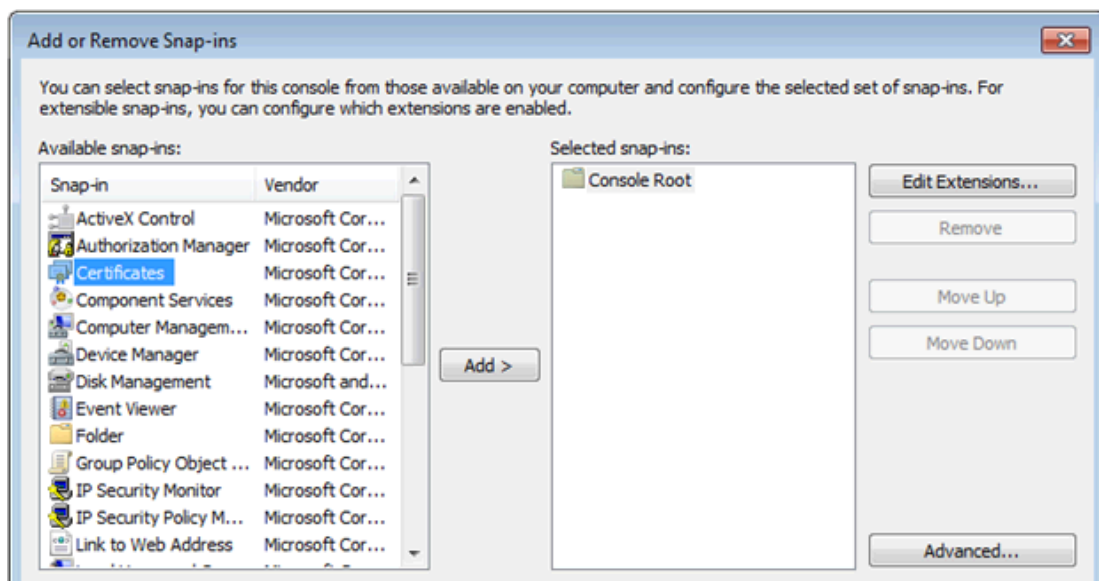 Add or Remove Snap-ins
You can select snap-ins for this console from those available on your computer and configure the selected set of snap-ins. For
extensible snap-ins, you can configure which extensions are enabled.
Available snap-ins:
Selected snap-ins:
Snap-in Vendor
ActiveX Control Microsoft Cor...
Authorization Manager Microsoft Cor...
Certificates Microsoft Cor...
Component Services Microsoft Cor...
Computer Managem... Microsoft Cor...
Device Manager Microsoft Cor...
Disk Management Microsoft and...
Event Viewer Microsoft Cor...
Folder Microsoft Cor...
Group Policy Object ... Microsoft Cor...
IP Security Monitor Microsoft Cor...
IP Security Policy M... Microsoft Cor...
Link to Web Address Microsoft Cor...
Add >
Console Root
Edit Extensions...
Remove
Move Up
Move Down
Advanced...